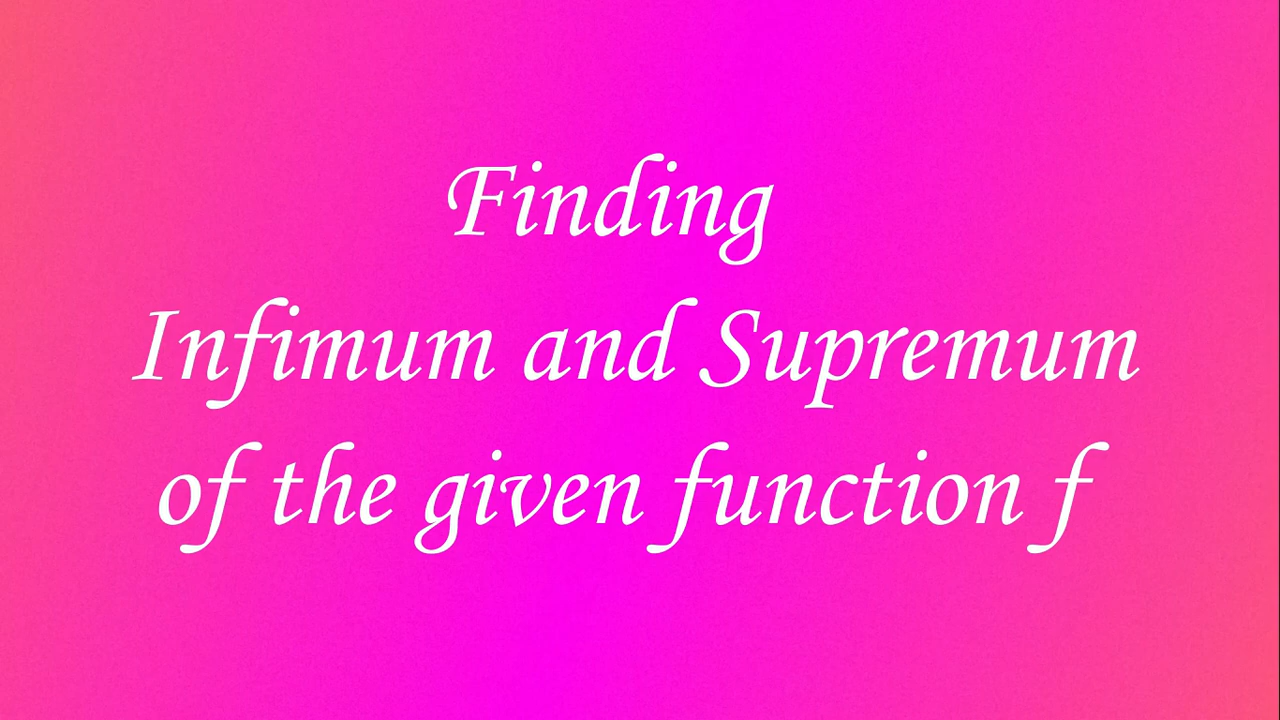 Finding
Infimum and Supremum
of the given function f